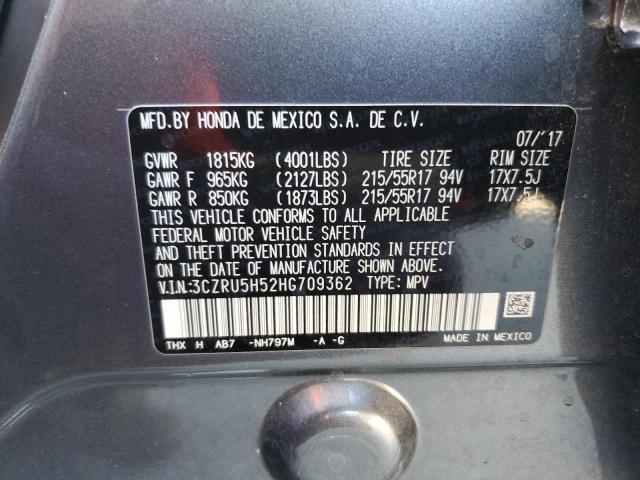 MFD.BY HONDA DE MEXICO S.A. DE C.V.
07/'17
GVWR 1815KG (4001LBS) TIRE SIZE RIM SIZE
GAWR F 965KG (2127LBS) 215/55R17 94V 17X7.5J
GAWR R 850KG (1873LBS) 215/55R17 94V 17X7.5J
THIS VEHICLE CONFORMS TO ALL APPLICABLE
FEDERAL MOTOR VEHICLE SAFETY
AND THEFT PREVENTION STANDARDS IN EFFECT
ON THE DATE OF MANUFACTURE SHOWN ABOVE.
V.I.N.:3CZRU5H52HG709362 TYPE: MPV
THX H AB7 -NH797M -A -G MADE IN MEXICO